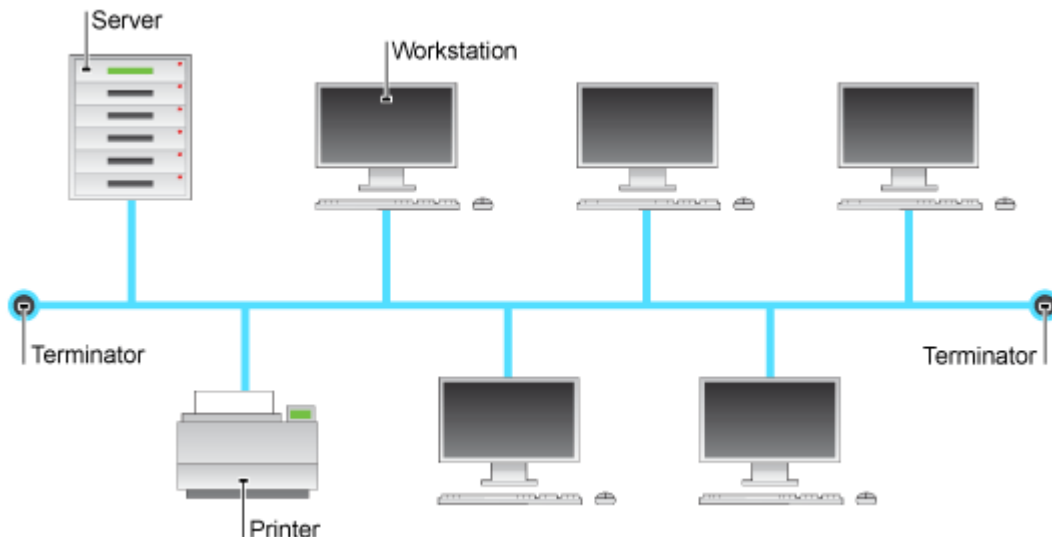 Server
Workstation
Terminator
Terminator
Printer